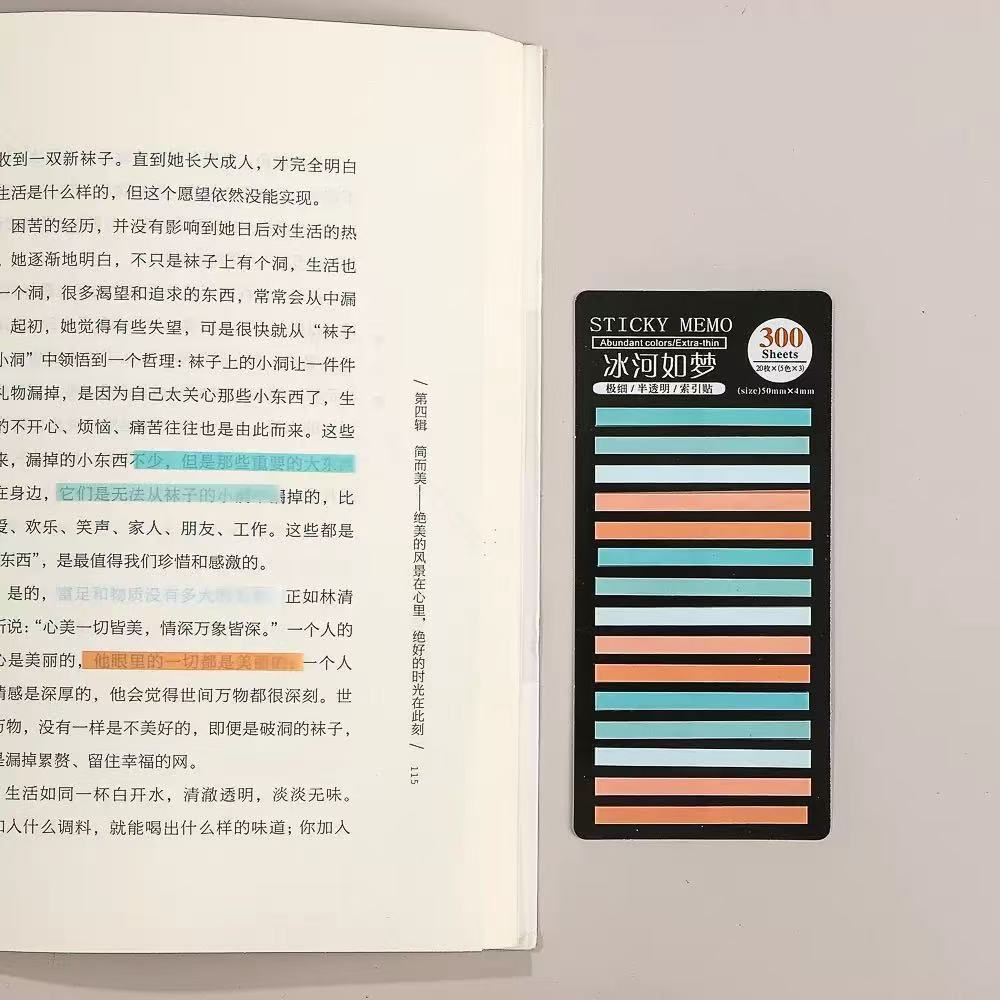 收到一双新袜子。直到她长大成人，才完全明白
生活是什么样的，但这个愿望依然没能实现。
困苦的经历，并没有影响到她日后对生活的热
，她逐渐地明白，不只是袜子上有个洞，生活也
一个洞，很多渴望和追求的东西，常常会从中漏
起初，她觉得有些失望，可是很快就从“袜子
小洞”中领悟到一个哲理：袜子上的小洞让一件件
礼物漏掉，是因为自己太关心那些小东西了，生
的不开心、烦恼、痛苦往往也是由此而来。这些
来，漏掉的小东西不少，但是那些重要的大东西
在身边，它们是无法从袜子的小洞中漏掉的，比
爱、欢乐、笑声、家人、朋友、工作。这些都是
东西”，是最值得我们珍惜和感激的。
是的，富足和物质没有多大 正如林清
所说：“心美一切皆美，情深万象皆深。”一个人的
心是美丽的，他眼里的一切都是美丽的；一个人
情感是深厚的，他会觉得世间万物都很深刻。世
万物，没有一样是不美好的，即便是破洞的袜子，
是漏掉累赘、留住幸福的网。
生活如同一杯白开水，清澈透明，淡淡无味。
加入什么调料，就能喝出什么样的味道；你加入
/ 第四辑 简而美——绝美的风景在心里，绝好的时光在此刻 / 115
STICKY MEMO
Abundant colors/Extra-thin
冰河如梦
极细/半透明/索引贴
300
Sheets
20枚×(5色×3)
(size)50mm×4mm